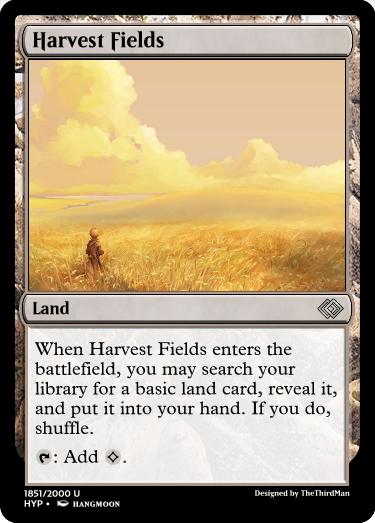 Harvest Fields
Land
When Harvest Fields enters the
battlefield, you may search your
library for a basic land card, reveal it,
and put it into your hand. If you do,
shuffle.
: Add .
1851/2000 U
Designed by TheThirdMan
HYP • HANGMOON